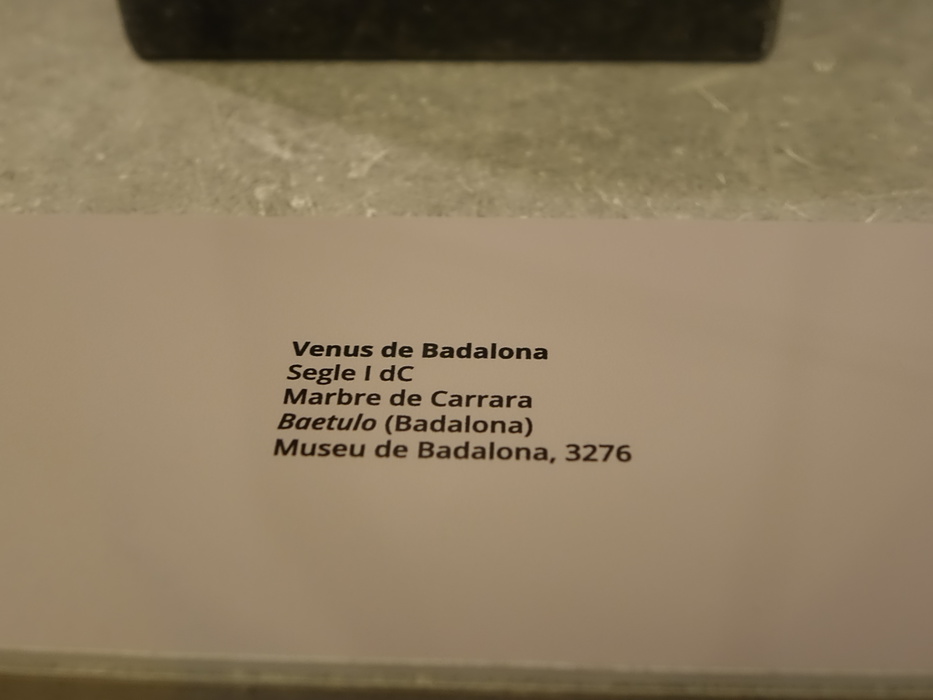 Venus de Badalona
Segle I dC
Marbre de Carrara
Baetulo (Badalona)
Museu de Badalona, 3276